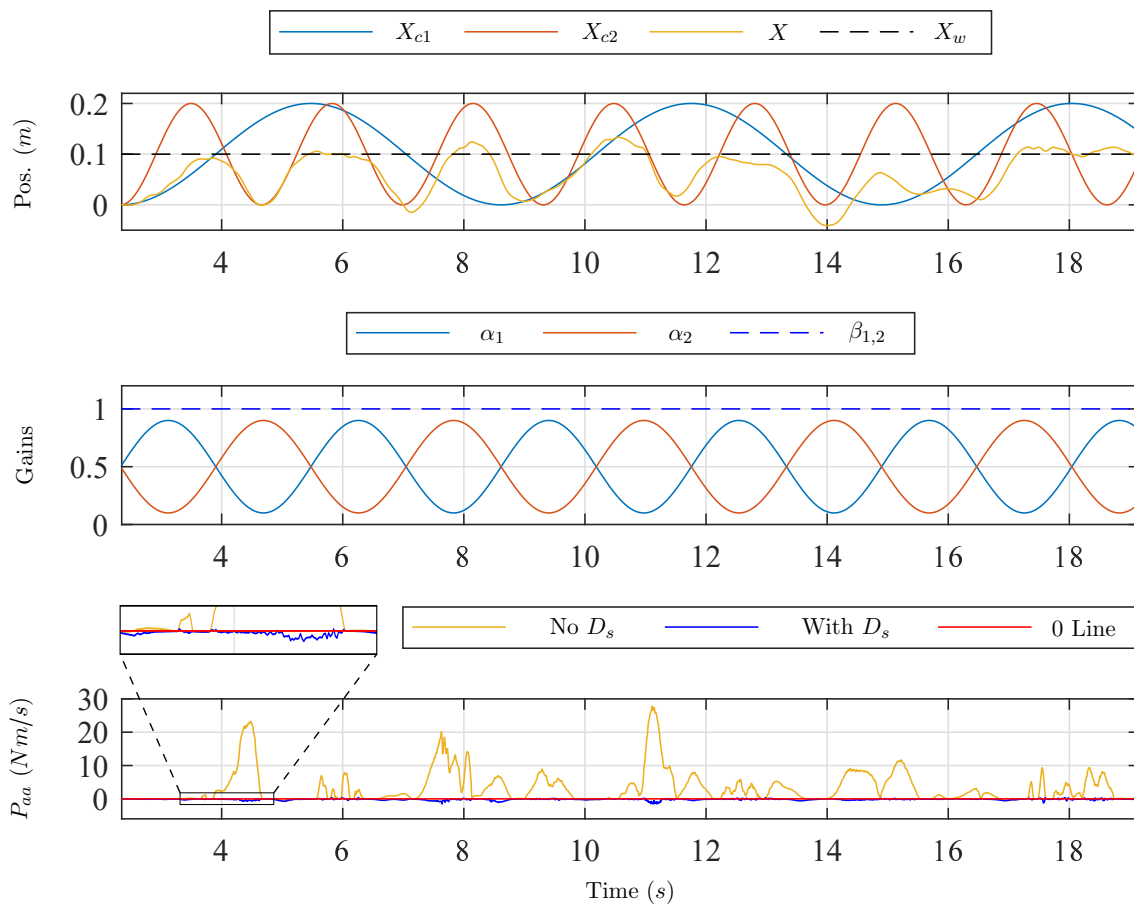 X_{c1} X_{c2} X X_w
Pos. (m)
0.2
0.1
0
4 6 8 10 12 14 16 18
α_1 α_2 β_{1,2}
Gains
1
0.5
0
4 6 8 10 12 14 16 18
No D_s With D_s 0 Line
P_{aa} (Nm/s)
30
20
10
0
4 6 8 10 12 14 16 18
Time (s)